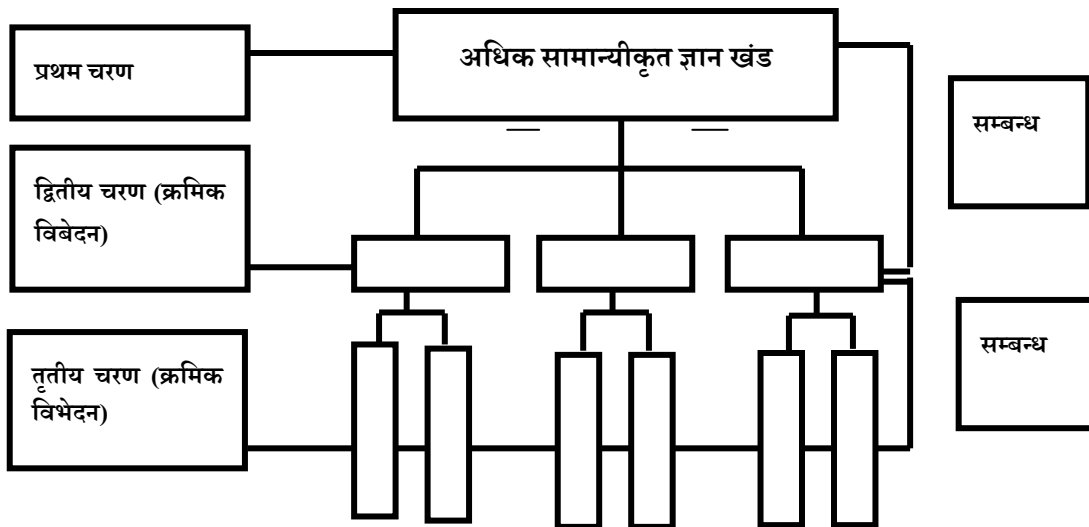 प्रथम चरण
अधिक सामान्यीकृत ज्ञान खंड
सम्बन्ध
द्वितीय चरण (क्रमिक
विबेदन)
सम्बन्ध
तृतीय चरण (क्रमिक
विभेदन)